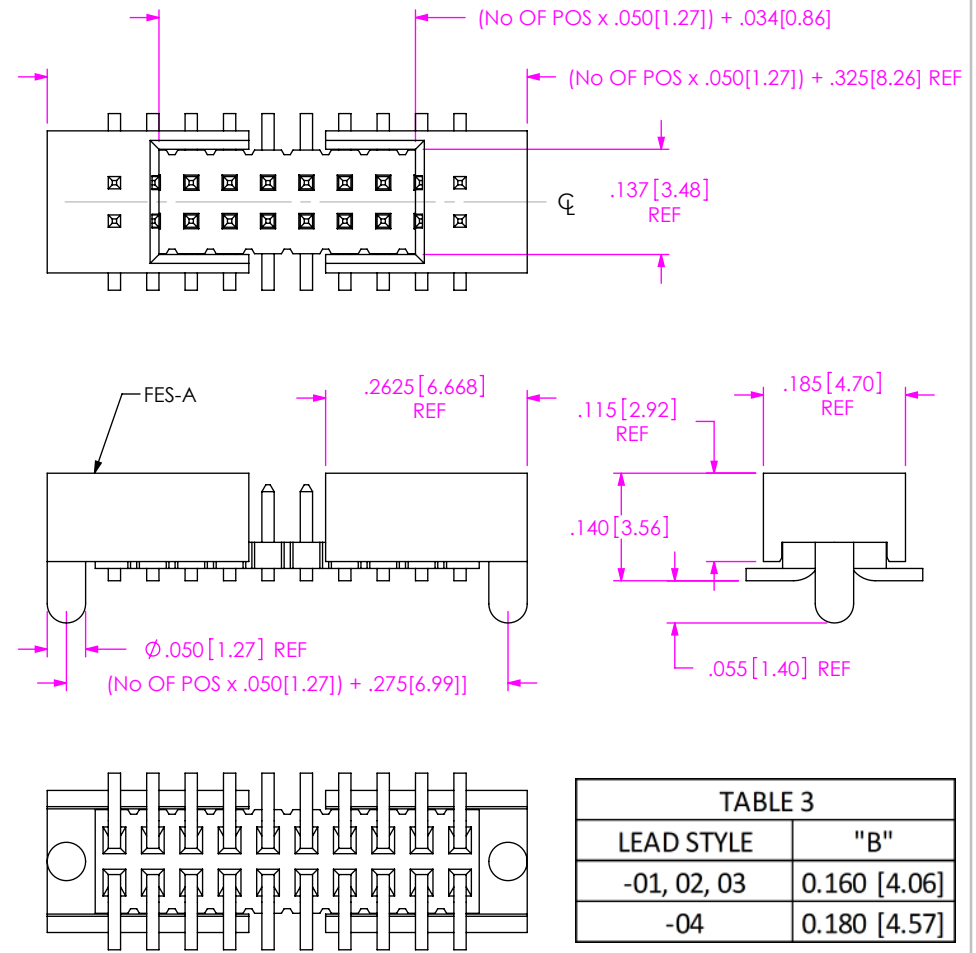 (No OF POS x .050[1.27]) + .034[0.86]
(No OF POS x .050[1.27]) + .325[8.26] REF
.137[3.48]
REF
℄
FES-A
.2625[6.668]
REF
.115[2.92]
REF
.185[4.70]
REF
.140[3.56]
Ø.050[1.27] REF
(No OF POS x .050[1.27]) + .275[6.99]]
.055[1.40] REF
TABLE 3
LEAD STYLE "B"
-01, 02, 03 0.160 [4.06]
-04 0.180 [4.57]